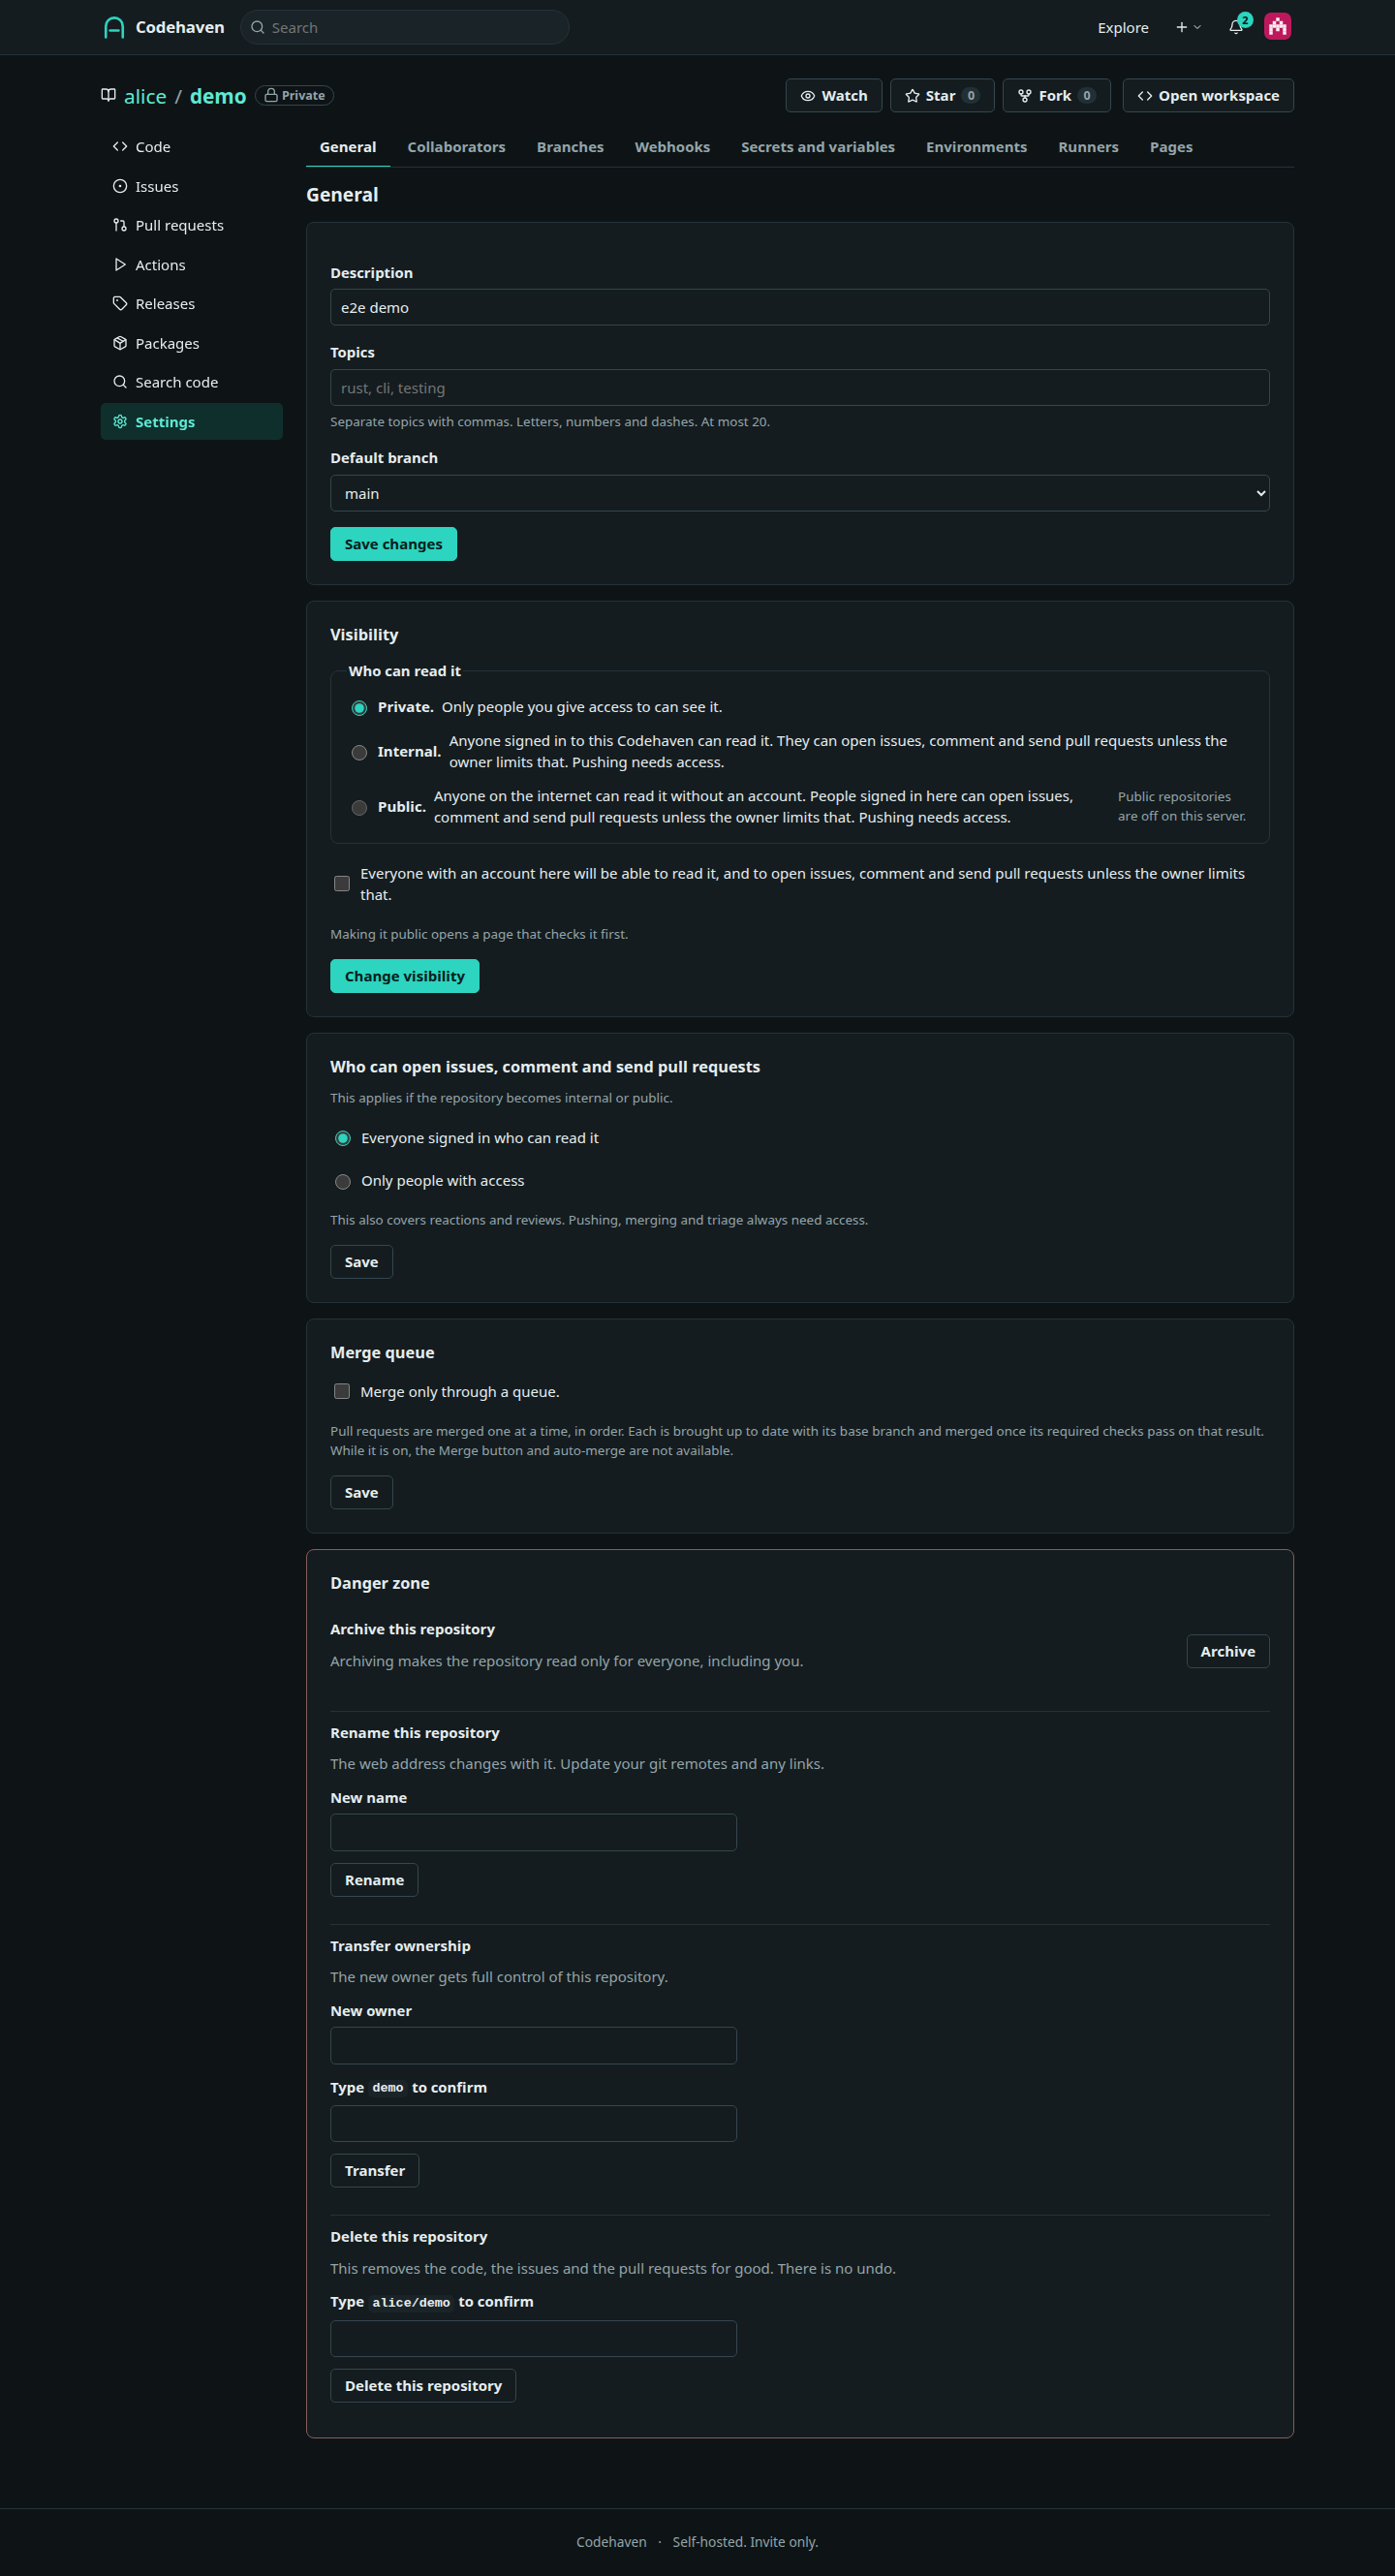 Codehaven
Search
Explore
2
alice / demo
Private
Watch
Star 0
Fork 0
Open workspace
Code
Issues
Pull requests
Actions
Releases
Packages
Search code
Settings
General
Collaborators
Branches
Webhooks
Secrets and variables
Environments
Runners
Pages
General
Description
e2e demo
Topics
rust, cli, testing
Separate topics with commas. Letters, numbers and dashes. At most 20.
Default branch
main
Save changes
Visibility
Who can read it
Private. Only people you give access to can see it.
Internal. Anyone signed in to this Codehaven can read it. They can open issues, comment and send pull requests unless the
owner limits that. Pushing needs access.
Public. Anyone on the internet can read it without an account. People signed in here can open issues,
comment and send pull requests unless the owner limits that. Pushing needs access.
Public repositories
are off on this server.
Everyone with an account here will be able to read it, and to open issues, comment and send pull requests unless the owner limits
that.
Making it public opens a page that checks it first.
Change visibility
Who can open issues, comment and send pull requests
This applies if the repository becomes internal or public.
Everyone signed in who can read it
Only people with access
This also covers reactions and reviews. Pushing, merging and triage always need access.
Save
Merge queue
Merge only through a queue.
Pull requests are merged one at a time, in order. Each is brought up to date with its base branch and merged once its required checks pass on that result.
While it is on, the Merge button and auto-merge are not available.
Save
Danger zone
Archive this repository
Archiving makes the repository read only for everyone, including you.
Archive
Rename this repository
The web address changes with it. Update your git remotes and any links.
New name
Rename
Transfer ownership
The new owner gets full control of this repository.
New owner
Type demo to confirm
Transfer
Delete this repository
This removes the code, the issues and the pull requests for good. There is no undo.
Type alice/demo to confirm
Delete this repository
Codehaven · Self-hosted. Invite only.